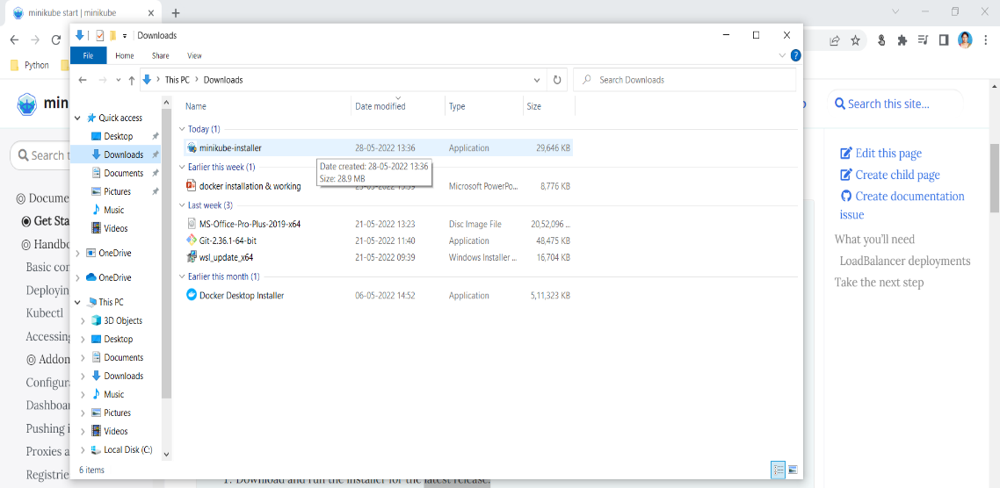 minikube start | minikube
Python
min
Search this site...
Downloads
File Home Share View
This PC Downloads
Search Downloads
Quick access
Desktop
Downloads
Documents
Pictures
Music
Videos
OneDrive
OneDrive
This PC
3D Objects
Desktop
Documents
Downloads
Music
Pictures
Videos
Local Disk (C:)
Name Date modified Type Size
Today (1)
minikube-installer 28-05-2022 13:36 Application 29,646 KB
Date created: 28-05-2022 13:36
Size: 28.9 MB
Earlier this week (1)
docker installation & working Microsoft PowerPo... 8,776 KB
Last week (3)
MS-Office-Pro-Plus-2019-x64 21-05-2022 13:23 Disc Image File 20,52,096 ...
Git-2.36.1-64-bit 21-05-2022 11:40 Application 48,475 KB
wsl_update_x64 21-05-2022 09:39 Windows Installer ... 16,704 KB
Earlier this month (1)
Docker Desktop Installer 06-05-2022 14:52 Application 5,11,323 KB
6 items
Search t
Docume
Get Sta
Handbo
Basic con
Deployin
Kubectl
Accessing
Addon
Configura
Dashboar
Pushing i
Proxies a
Registrie
Edit this page
Create child page
Create documentation
issue
What you'll need
LoadBalancer deployments
Take the next step
1. Download and run the installer for the latest release.